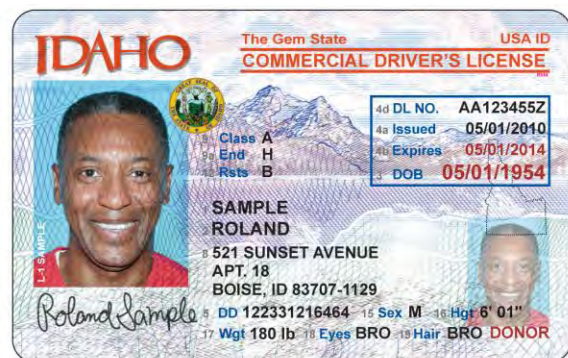 IDAHO
The Gem State USA ID
COMMERCIAL DRIVER'S LICENSE
4d DL NO. AA123455Z
4a Issued 05/01/2010
4b Expires 05/01/2014
3 DOB 05/01/1954
9 Class A
9a End H
12 Rsts B
SAMPLE
ROLAND
8 521 SUNSET AVENUE
APT. 18
BOISE, ID 83707-1129
5 DD 122331216464 15 Sex M 16 Hgt 6' 01"
17 Wgt 180 lb 18 Eyes BRO 19 Hair BRO DONOR
L-1 SAMPLE
Roland Sample